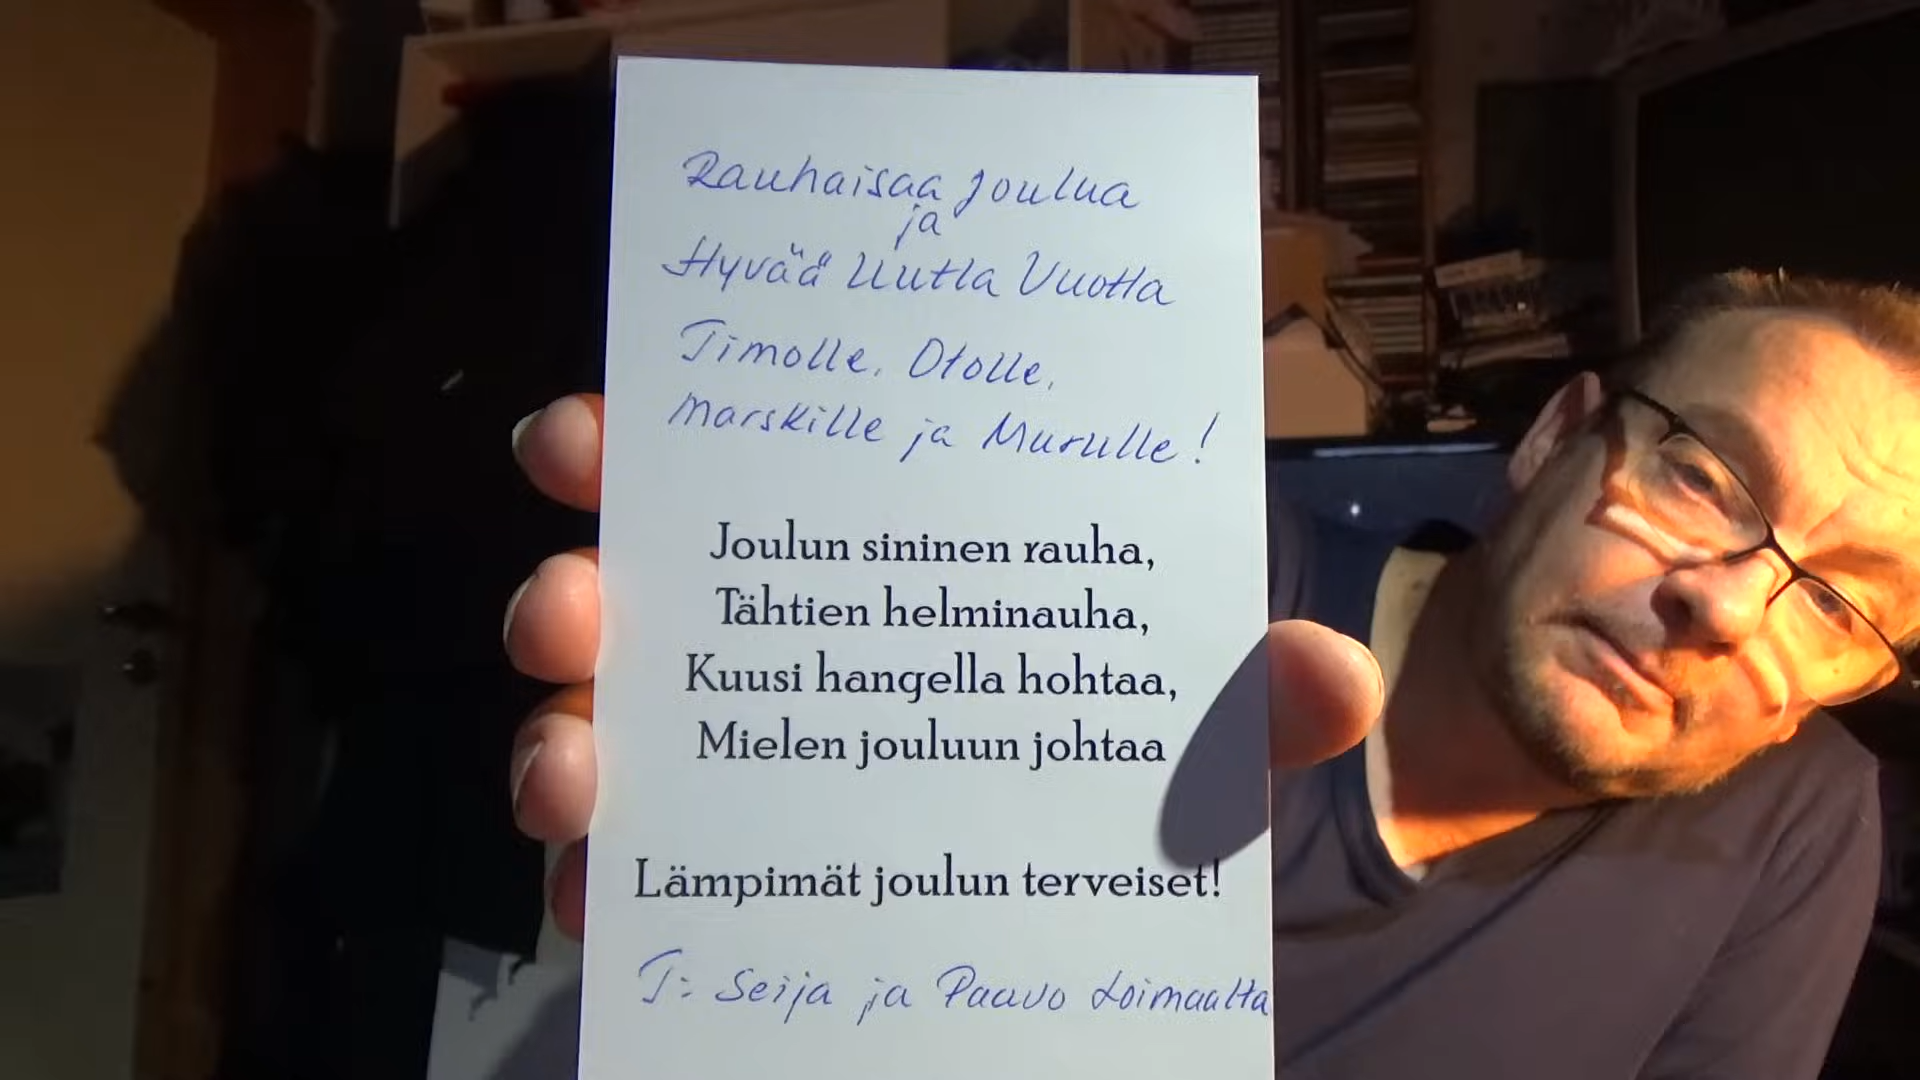 Rauhaisaa Joulua
ja
Hyvää Uutta Vuotta
Timolle, Otolle,
Marskille ja Murulle!
Joulun sininen rauha,
Tähtien helminauha,
Kuusi hangella hohtaa,
Mielen jouluun johtaa
Lämpimät joulun terveiset!
T: Seija ja Paavo Loimaalta